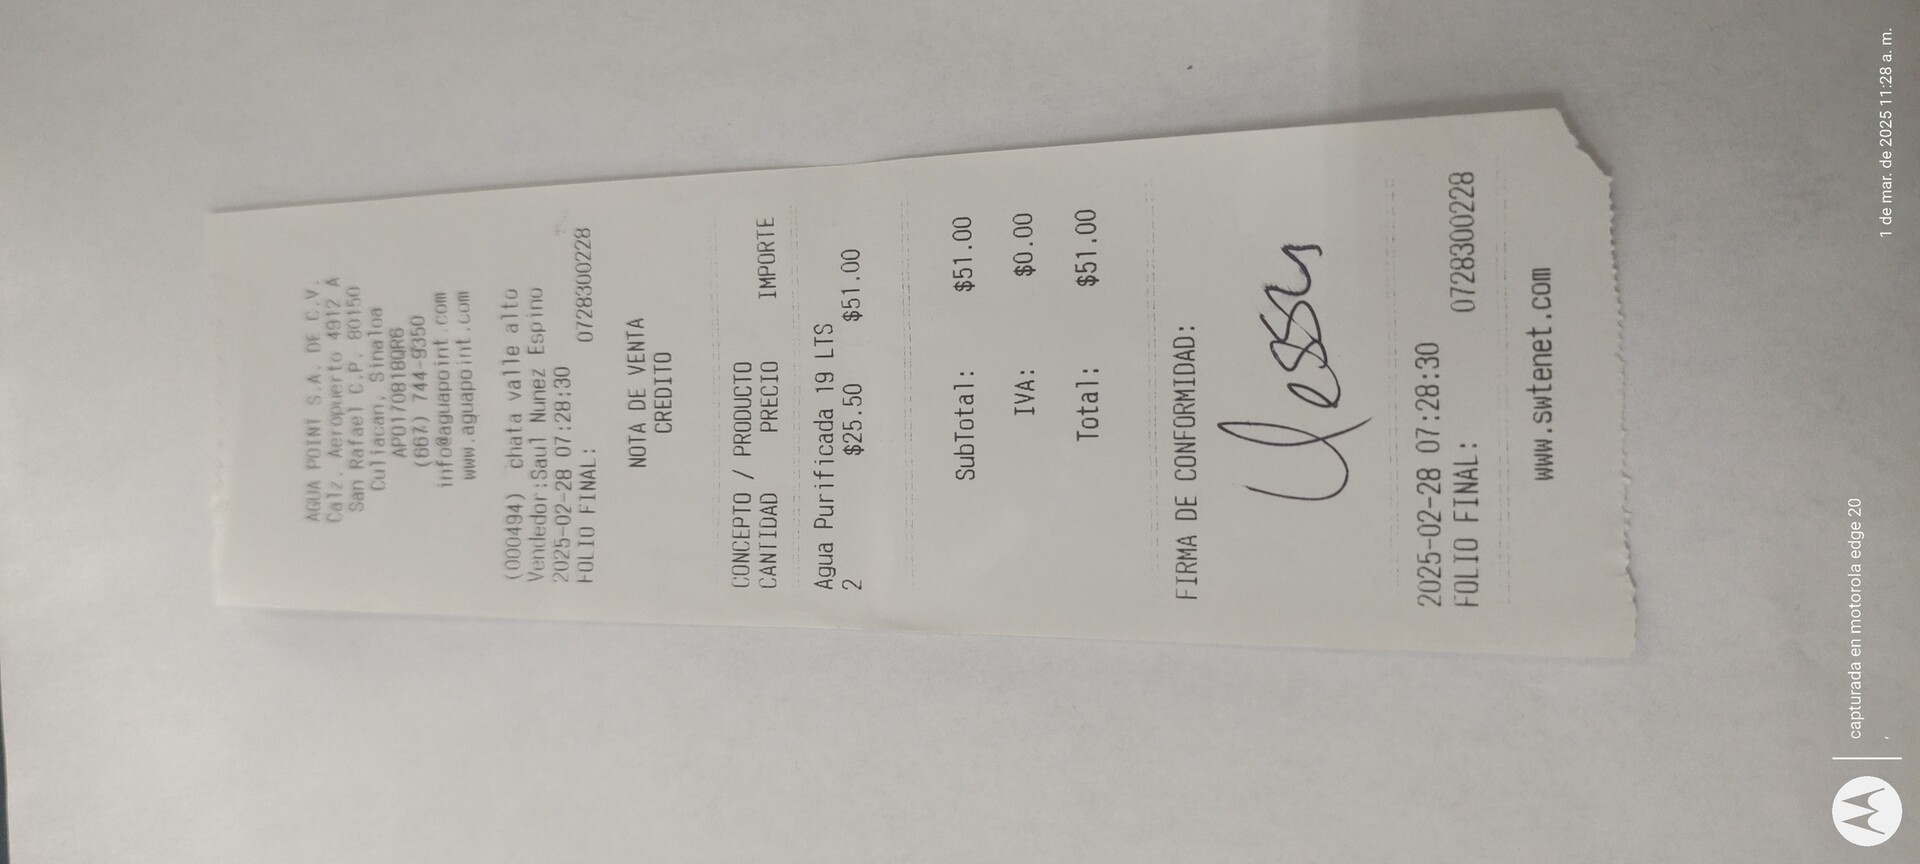 AGUA POINT S.A. DE C.V.
Calz. Aeropuerto 4912 A
San Rafael C.P. 80150
Culiacan, Sinaloa
APO170818QR6
(667) 744-9350
info@aguapoint.com
www.aguapoint.com
(000494) chata valle alto
Vendedor:Saul Nunez Espino
2025-02-28 07:28:30
FOLIO FINAL: 0728300228
NOTA DE VENTA
CREDITO
CONCEPTO / PRODUCTO
CANTIDAD PRECIO IMPORTE
Agua Purificada 19 LTS
2 $25.50 $51.00
SubTotal: $51.00
IVA: $0.00
Total: $51.00
FIRMA DE CONFORMIDAD:
2025-02-28 07:28:30
FOLIO FINAL: 0728300228
www.swtenet.com
capturada en motorola edge 20
1 de mar. de 2025 11:28 a. m.